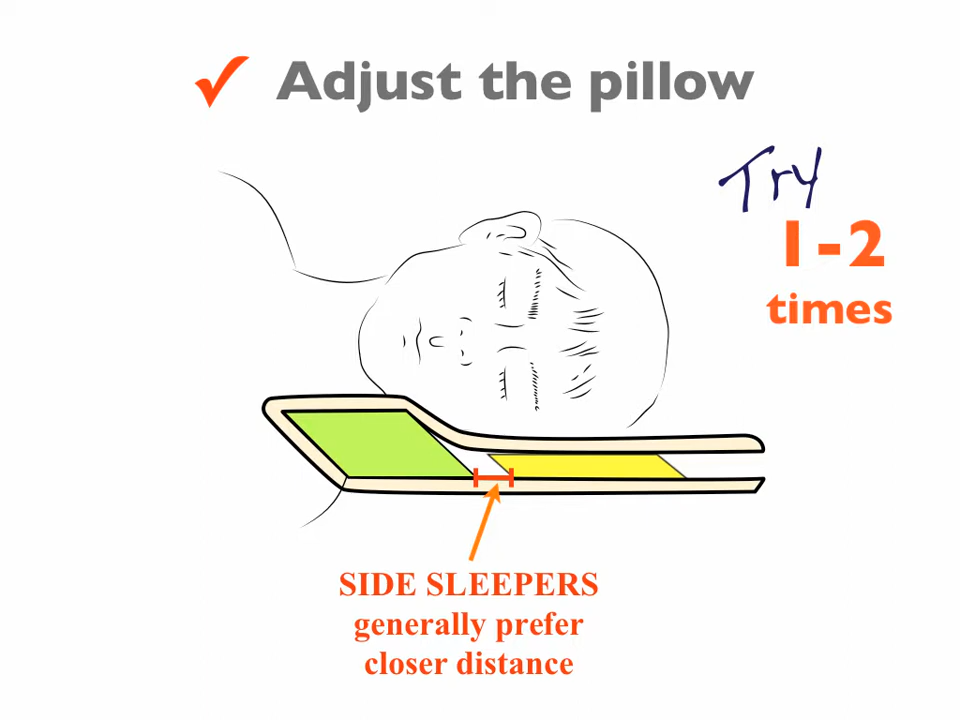 ✓ Adjust the pillow
Try
1-2
times
SIDE SLEEPERS
generally prefer
closer distance